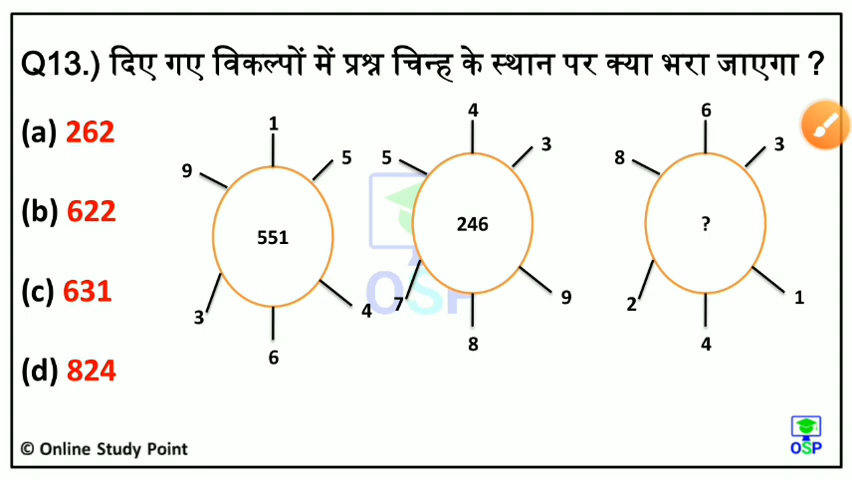 Q13.) दिए गए विकल्पों में प्रश्न चिन्ह के स्थान पर क्या भरा जाएगा ?
(a) 262
(b) 622
(c) 631
(d) 824
1
9 5
551
3 4
6
4
5 3
246
7 9
8
6
8 3
?
2 1
4
OSP
© Online Study Point
OSP